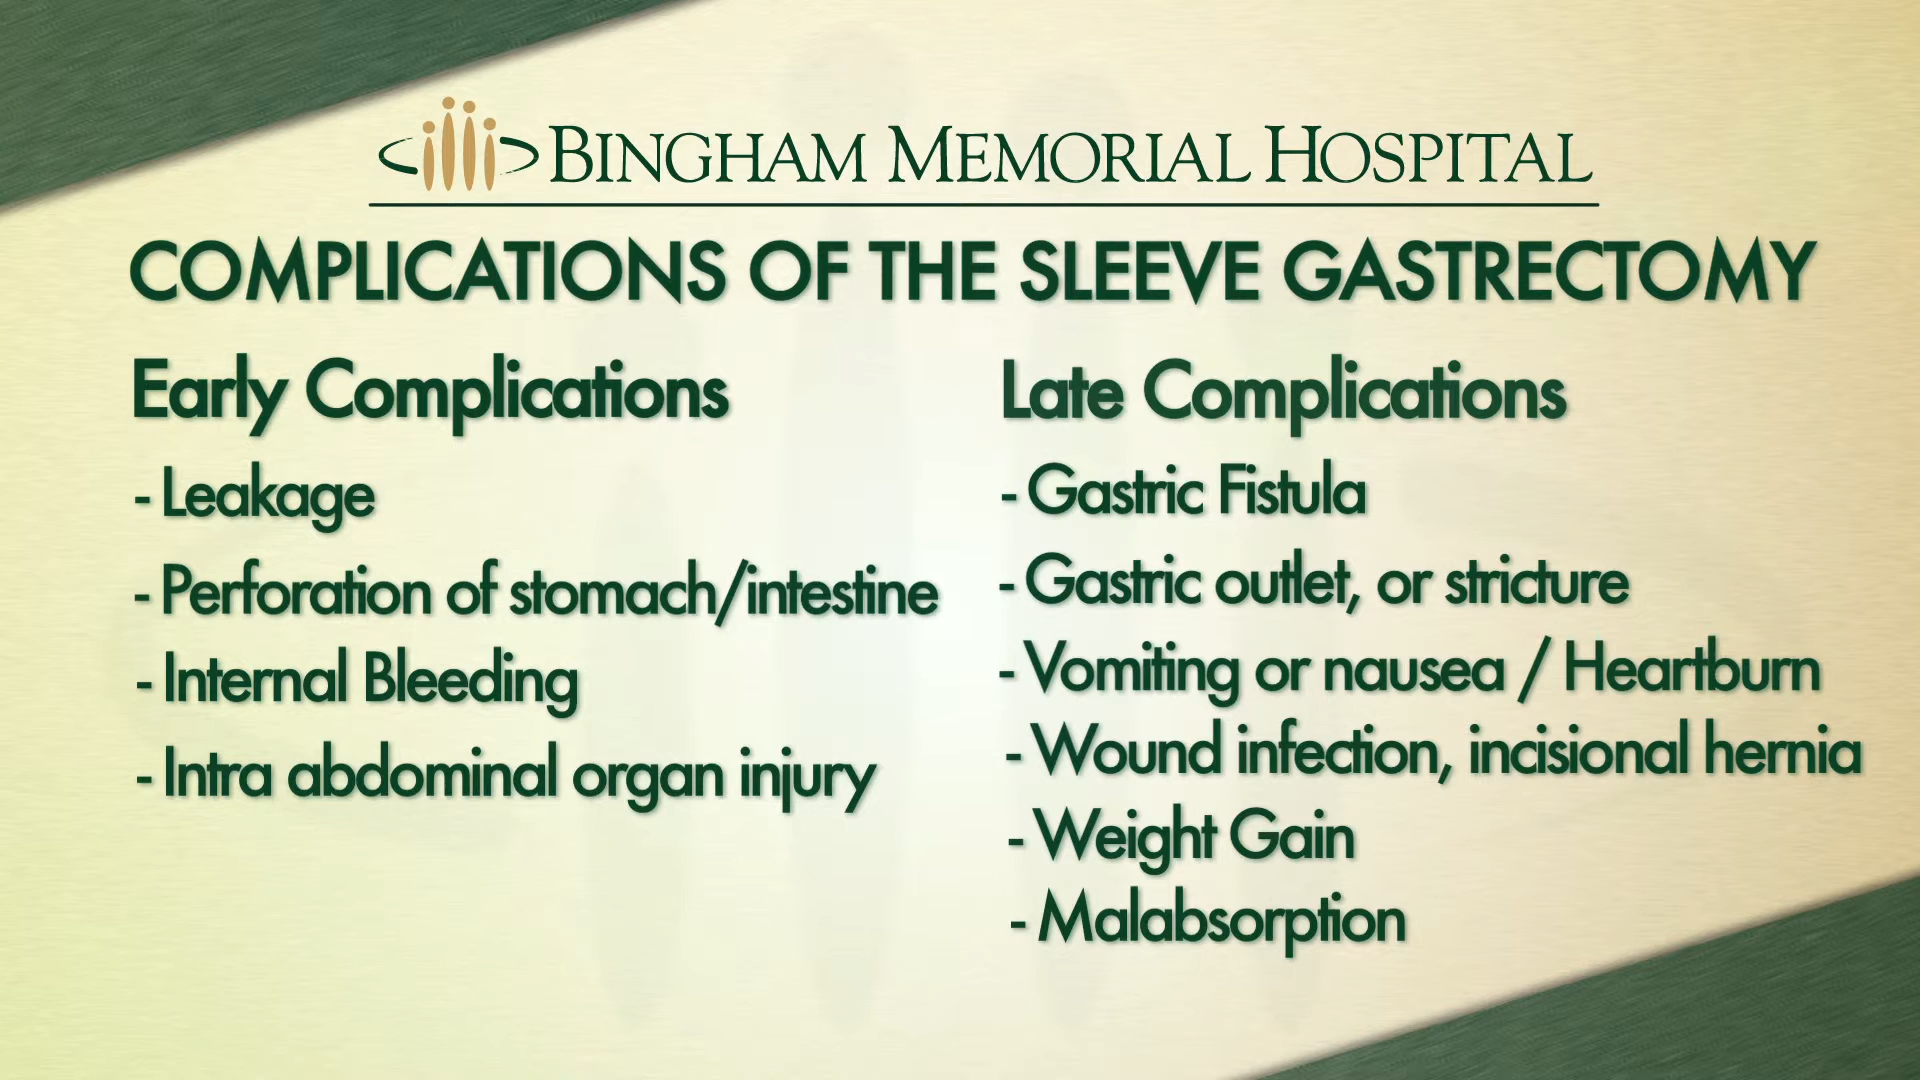 BINGHAM MEMORIAL HOSPITAL
COMPLICATIONS OF THE SLEEVE GASTRECTOMY
Early Complications
- Leakage
- Perforation of stomach/intestine
- Internal Bleeding
- Intra abdominal organ injury
Late Complications
- Gastric Fistula
- Gastric outlet, or stricture
- Vomiting or nausea / Heartburn
- Wound infection, incisional hernia
- Weight Gain
- Malabsorption